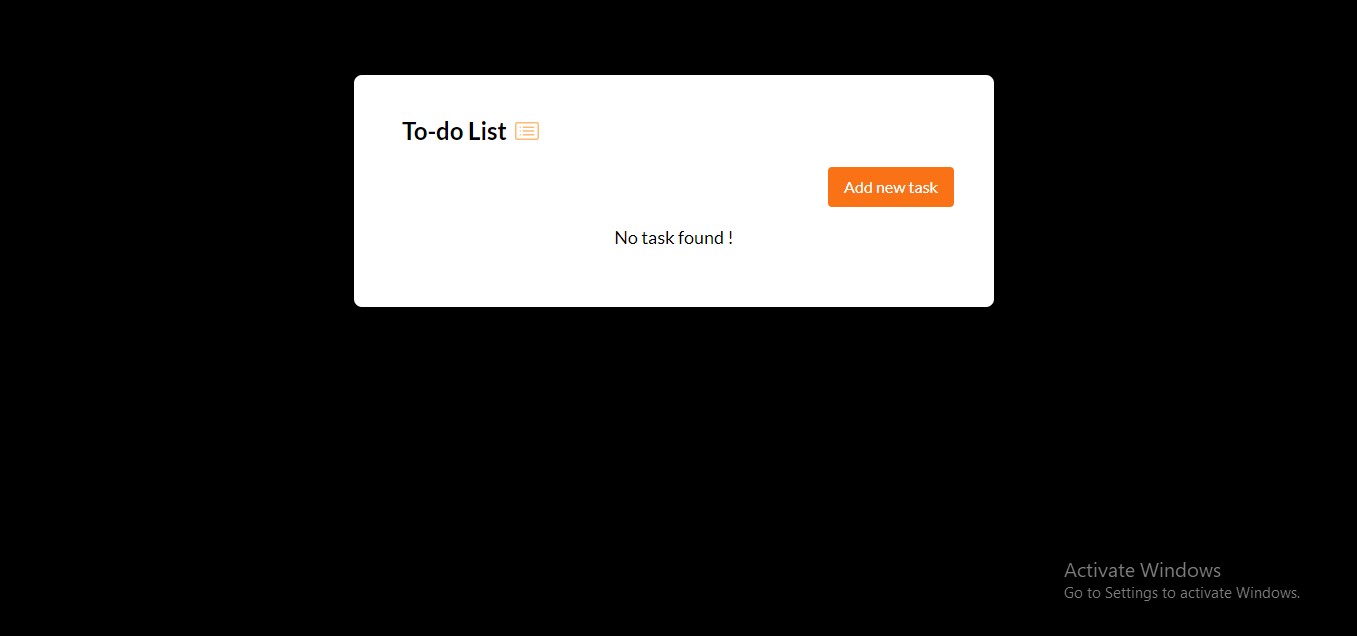 To-do List
Add new task
No task found !
Activate Windows
Go to Settings to activate Windows.